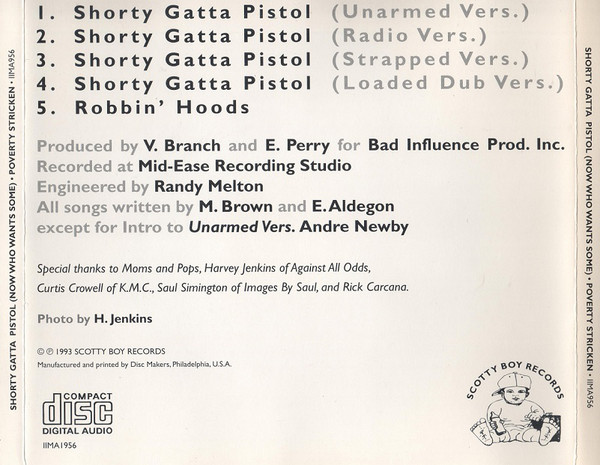 1. Shorty Gatta Pistol (Unarmed Vers.)
2. Shorty Gatta Pistol (Radio Vers.)
3. Shorty Gatta Pistol (Strapped Vers.)
4. Shorty Gatta Pistol (Loaded Dub Vers.)
5. Robbin' Hoods
Produced by V. Branch and E. Perry for Bad Influence Prod. Inc.
Recorded at Mid-Ease Recording Studio
Engineered by Randy Melton
All songs written by M. Brown and E. Aldegon
except for Intro to Unarmed Vers. Andre Newby
Special thanks to Moms and Pops, Harvey Jenkins of Against All Odds,
Curtis Crowell of K.M.C., Saul Simington of Images By Saul, and Rick Carcana.
Photo by H. Jenkins
© ℗ 1993 SCOTTY BOY RECORDS
Manufactured and printed by Disc Makers, Philadelphia, U.S.A.
COMPACT
disc
DIGITAL AUDIO
IIMA1956
SCOTTY BOY RECORDS
SHORTY GATTA PISTOL (NOW WHO WANTS SOME) • POVERTY STRICKEN • IIMA956
SHORTY GATTA PISTOL (NOW WHO WANTS SOME) • POVERTY STRICKEN • IIMA956